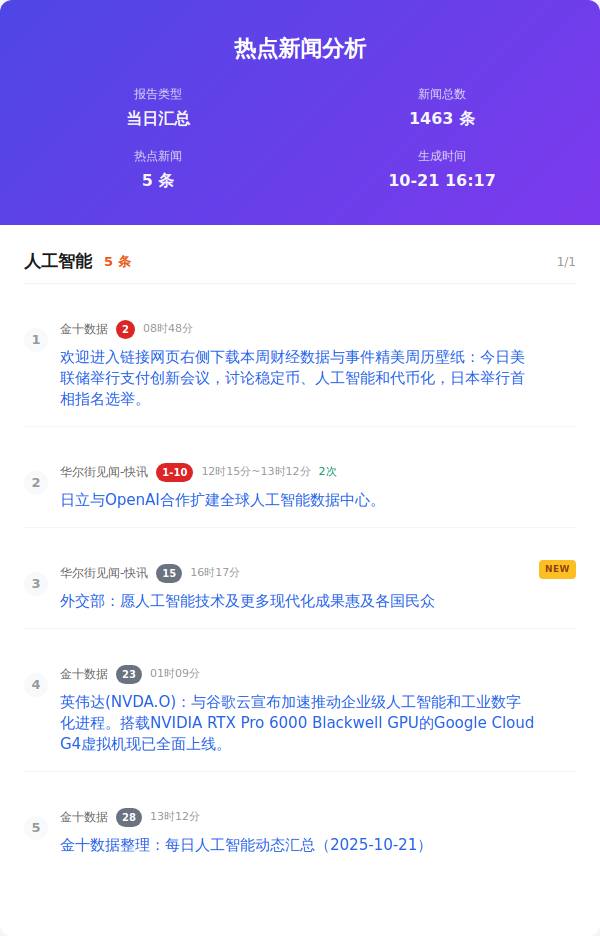 热点新闻分析
报告类型
新闻总数
当日汇总
1463 条
热点新闻
生成时间
5 条
10-21 16:17
人工智能 5 条 1/1
1
金十数据 2 08时48分
欢迎进入链接网页右侧下载本周财经数据与事件精美周历壁纸：今日美
联储举行支付创新会议，讨论稳定币、人工智能和代币化，日本举行首
相指名选举。
2
华尔街见闻-快讯 1-10 12时15分~13时12分 2次
日立与OpenAI合作扩建全球人工智能数据中心。
3
华尔街见闻-快讯 15 16时17分 NEW
外交部：愿人工智能技术及更多现代化成果惠及各国民众
4
金十数据 23 01时09分
英伟达(NVDA.O)：与谷歌云宣布加速推动企业级人工智能和工业数字
化进程。搭载NVIDIA RTX Pro 6000 Blackwell GPU的Google Cloud
G4虚拟机现已全面上线。
5
金十数据 28 13时12分
金十数据整理：每日人工智能动态汇总（2025-10-21）